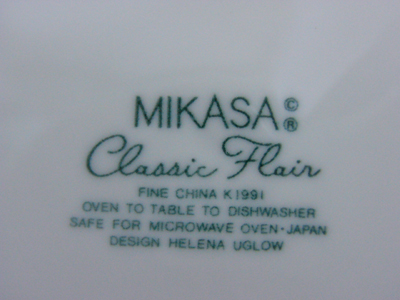 MIKASA © ®
Classic Flair
FINE CHINA K1991
OVEN TO TABLE TO DISHWASHER
SAFE FOR MICROWAVE OVEN·JAPAN
DESIGN HELENA UGLOW